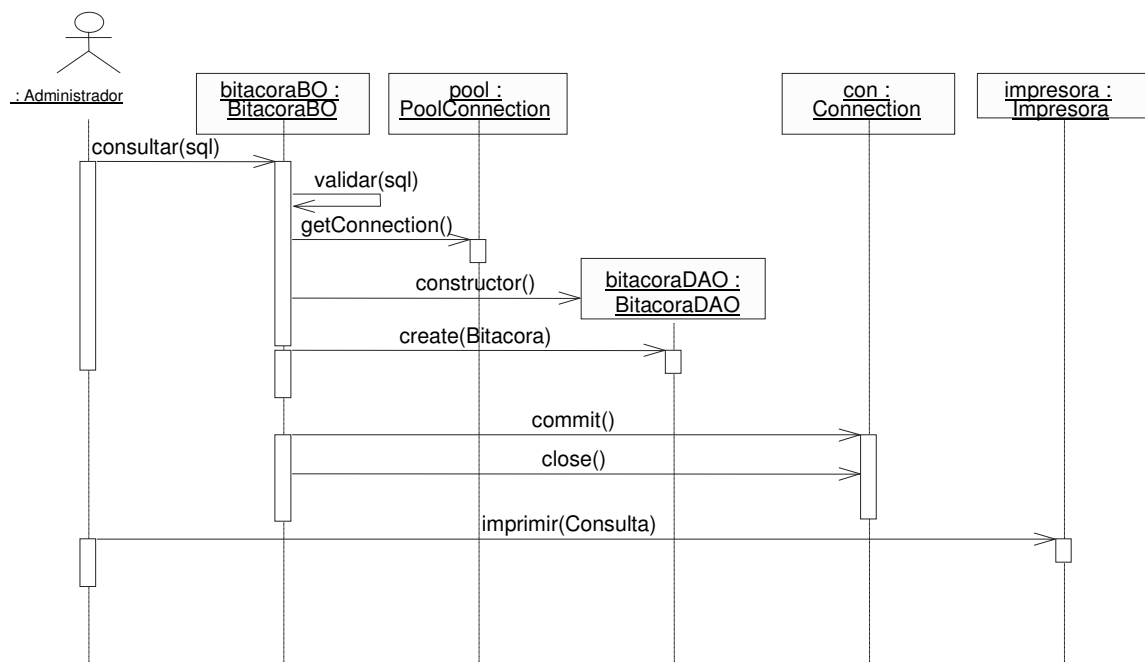 : Administrador
bitacoraBO :
BitacoraBO
pool :
PoolConnection
con :
Connection
impresora :
Impresora
consultar(sql)
validar(sql)
getConnection()
constructor()
bitacoraDAO :
BitacoraDAO
create(Bitacora)
commit()
close()
imprimir(Consulta)